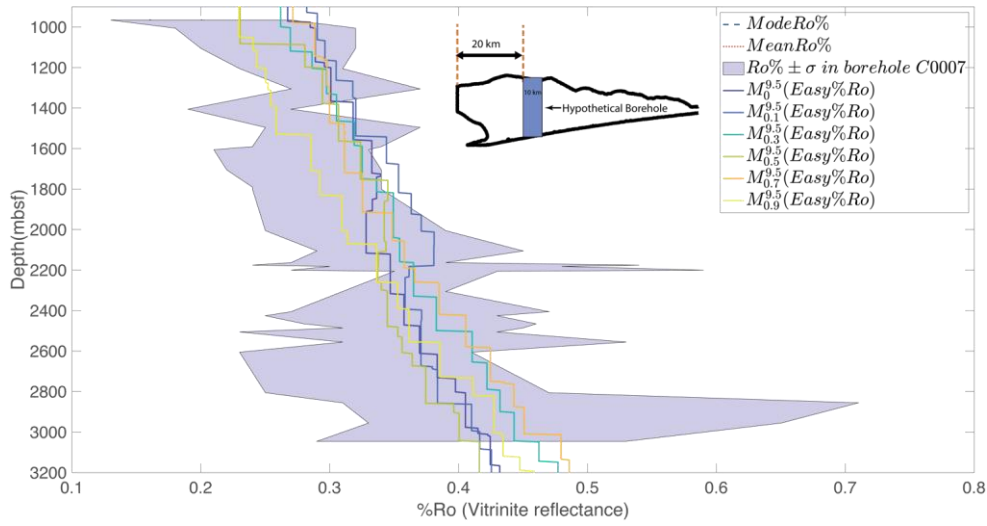 1000
1200
1400
1600
1800
2000
2200
2400
2600
2800
3000
3200
Depth(mbsf)
0.1 0.2 0.3 0.4 0.5 0.6 0.7 0.8
%Ro (Vitrinite reflectance)
20 km
10 km
Hypothetical Borehole
ModeRo%
MeanRo%
Ro% ± σ in borehole C0007
M_0^9.5(Easy%Ro)
M_0.1^9.5(Easy%Ro)
M_0.3^9.5(Easy%Ro)
M_0.5^9.5(Easy%Ro)
M_0.7^9.5(Easy%Ro)
M_0.9^9.5(Easy%Ro)